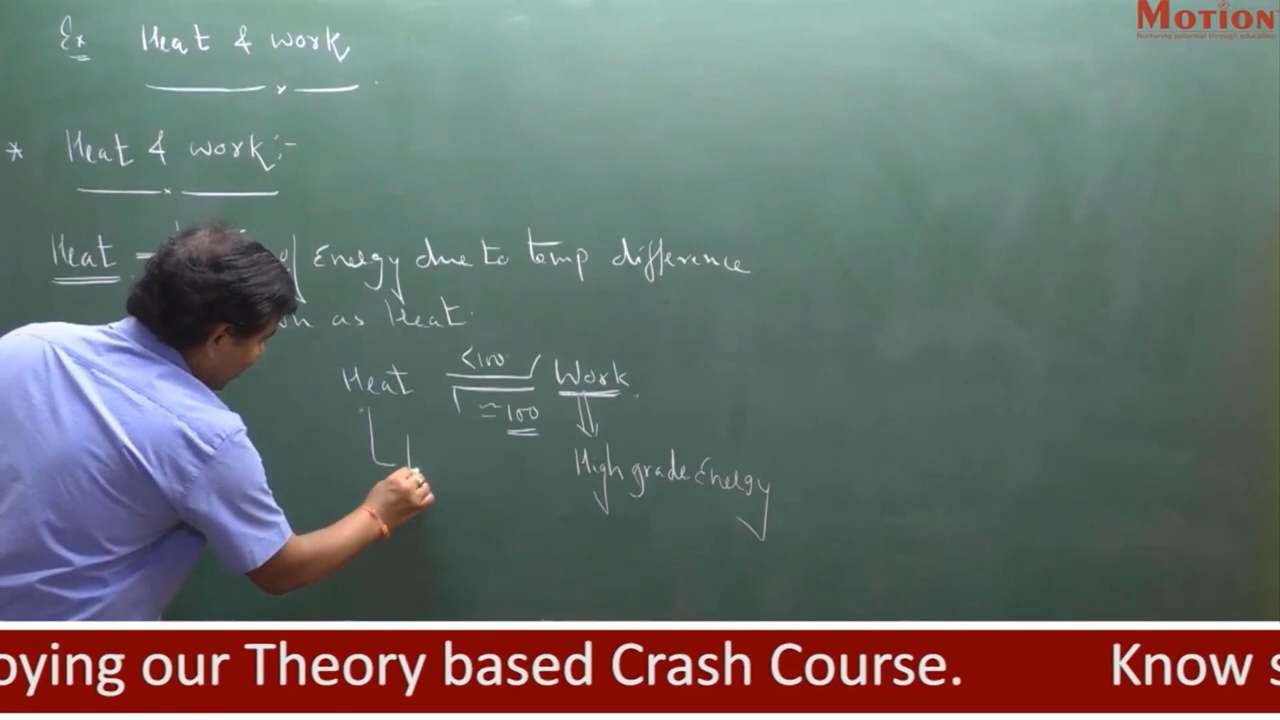 MOTION
Nurturing potential through education
Ex Heat & work
* Heat & work:-
Heat of Energy due to temp difference
as Heat.
Heat <100 Work
≈ 100
High grade Energy
oying our Theory based Crash Course. Know s